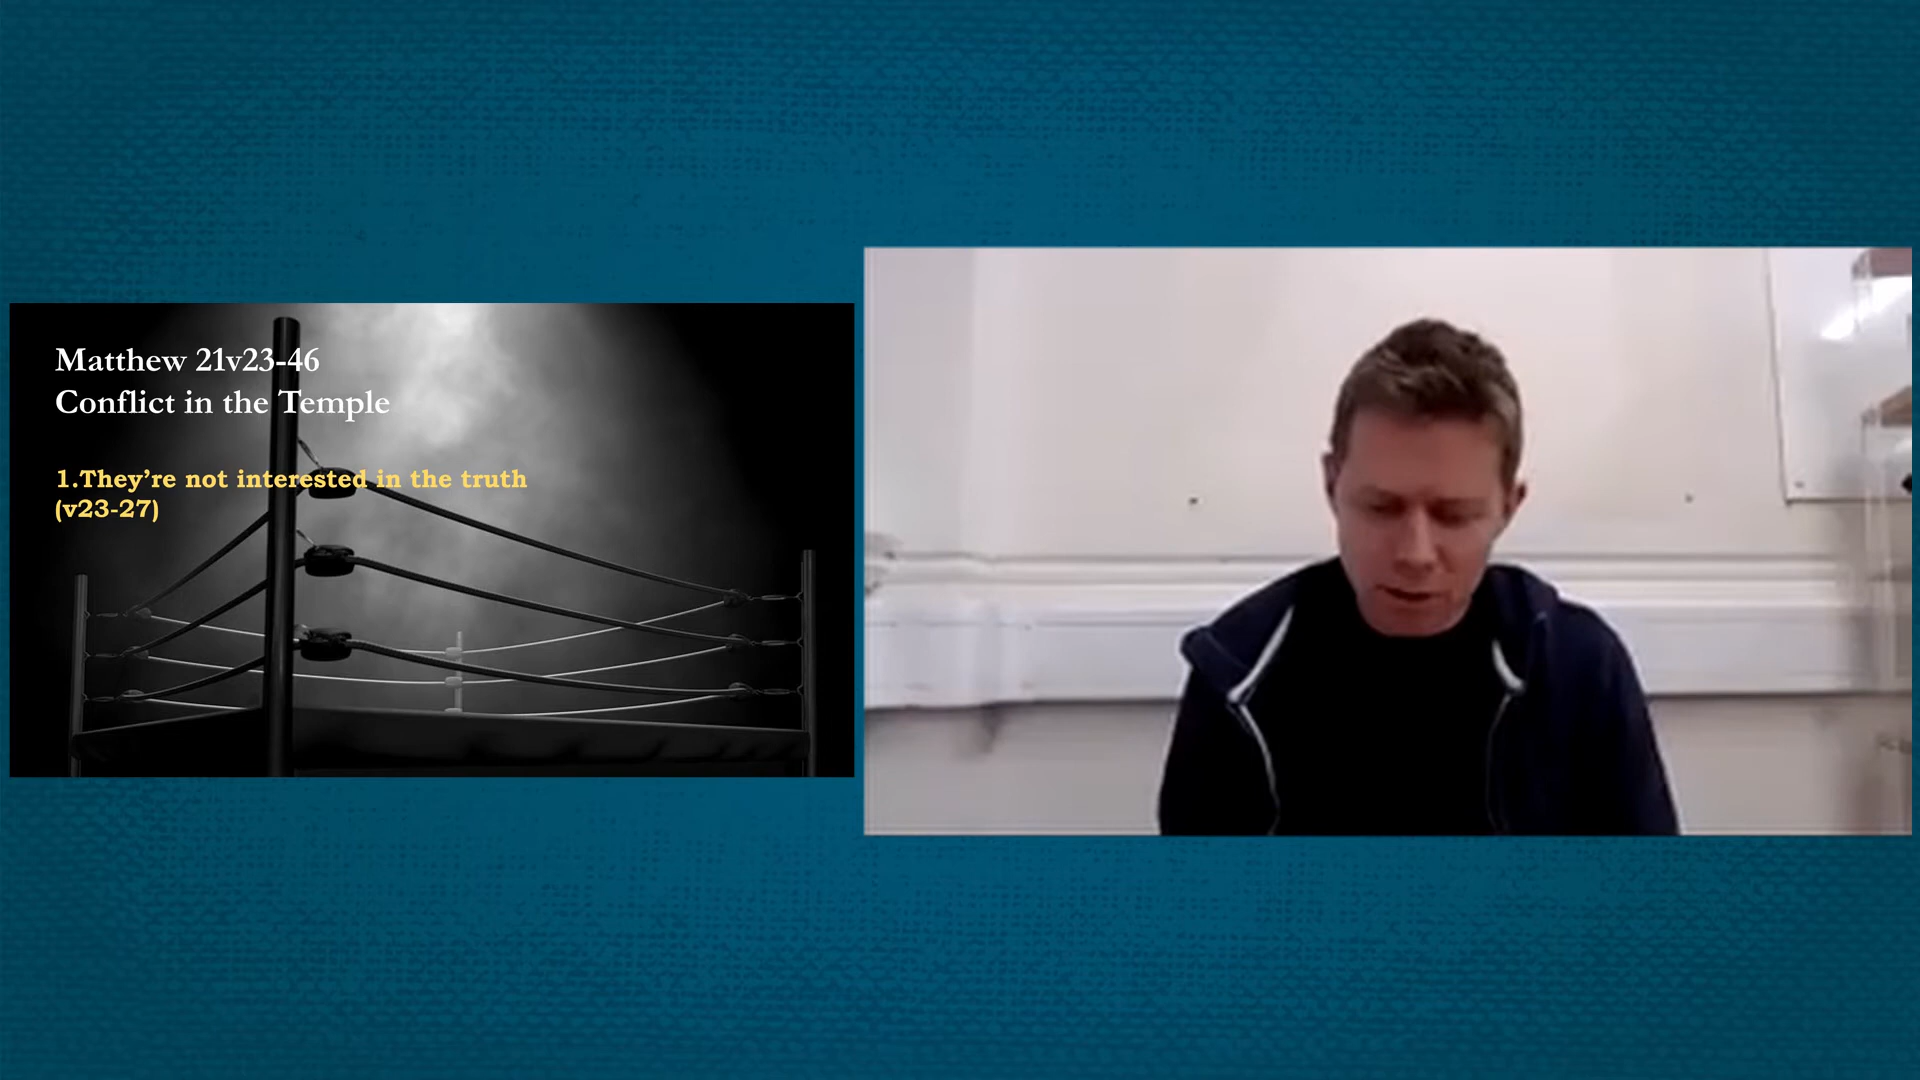 Matthew 21v23-46
Conflict in the Temple
1.They're not interested in the truth
(v23-27)